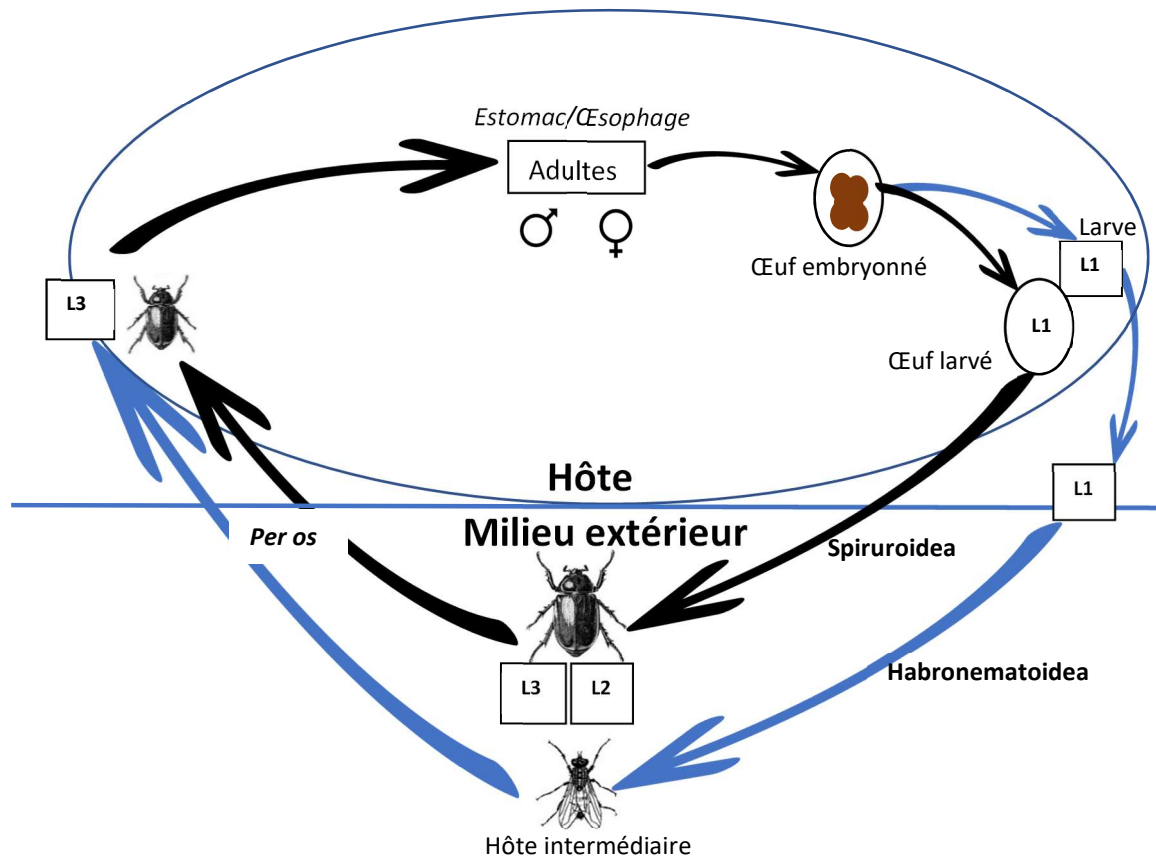 Estomac/Œsophage
Adultes
Larve
L1
Œuf embryonné
L3
L1
Œuf larvé
Hôte
L1
Milieu extérieur
Per os
Spiruroidea
L3
L2
Habronematoidea
Hôte intermédiaire